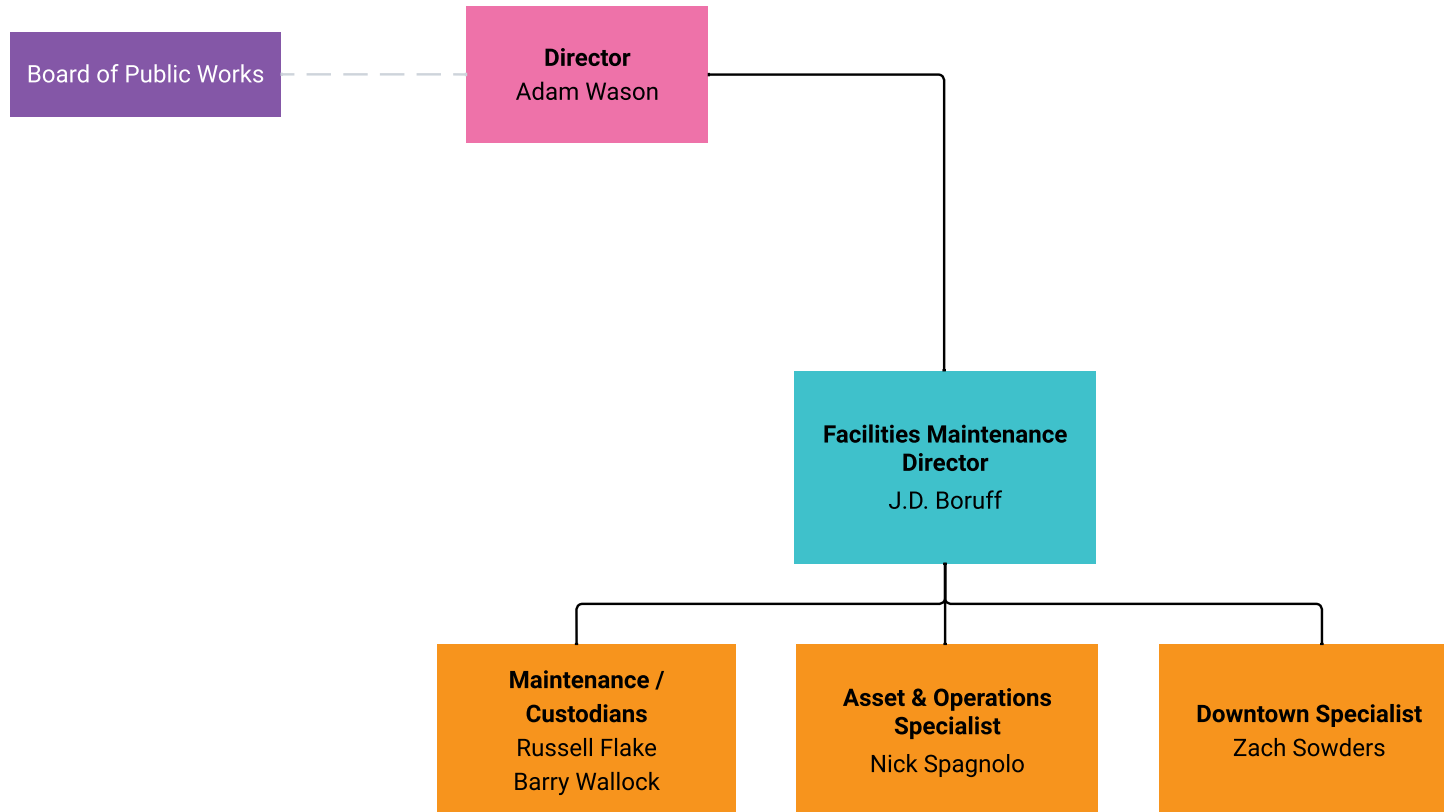 Board of Public Works
Director
Adam Wason
Facilities Maintenance
Director
J.D. Boruff
Maintenance /
Custodians
Russell Flake
Barry Wallock
Asset & Operations
Specialist
Nick Spagnolo
Downtown Specialist
Zach Sowders